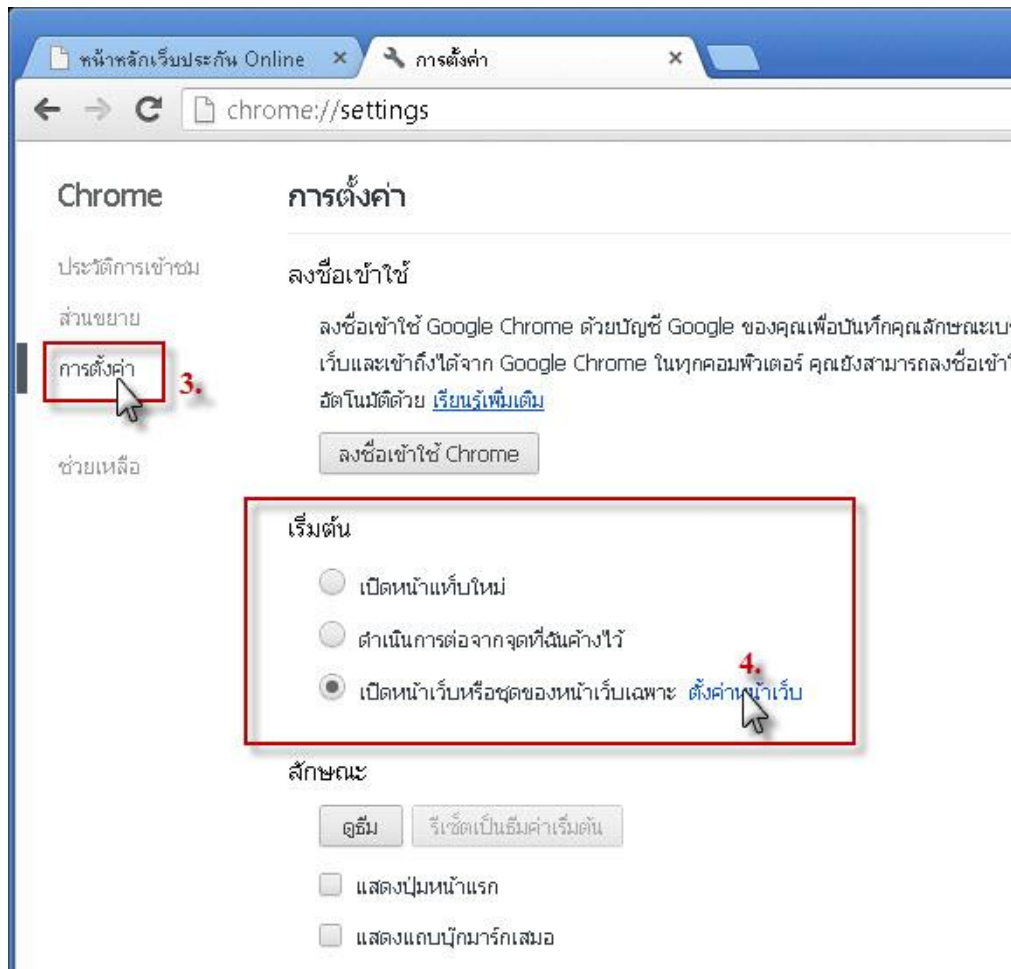 หน้าหลักเว็บประกัน Online
การตั้งค่า
chrome://settings
Chrome
การตั้งค่า
ประวัติการเข้าชม
ส่วนขยาย
การตั้งค่า
3.
ช่วยเหลือ
ลงชื่อเข้าใช้
ลงชื่อเข้าใช้ Google Chrome ด้วยบัญชี Google ของคุณเพื่อบันทึกคุณลักษณะเบ
เว็บและเข้าถึงได้จาก Google Chrome ในทุกคอมพิวเตอร์ คุณยังสามารถลงชื่อเข้า
อัตโนมัติด้วย เรียนรู้เพิ่มเติม
ลงชื่อเข้าใช้ Chrome
เริ่มต้น
เปิดหน้าแท็บใหม่
ดำเนินการต่อจากจุดที่ฉันค้างไว้
4.
เปิดหน้าเว็บหรือชุดของหน้าเว็บเฉพาะ ตั้งค่าหน้าเว็บ
ลักษณะ
ดูธีม
รีเซ็ตเป็นธีมค่าเริ่มต้น
แสดงปุ่มหน้าแรก
แสดงแถบบุ๊กมาร์กเสมอ